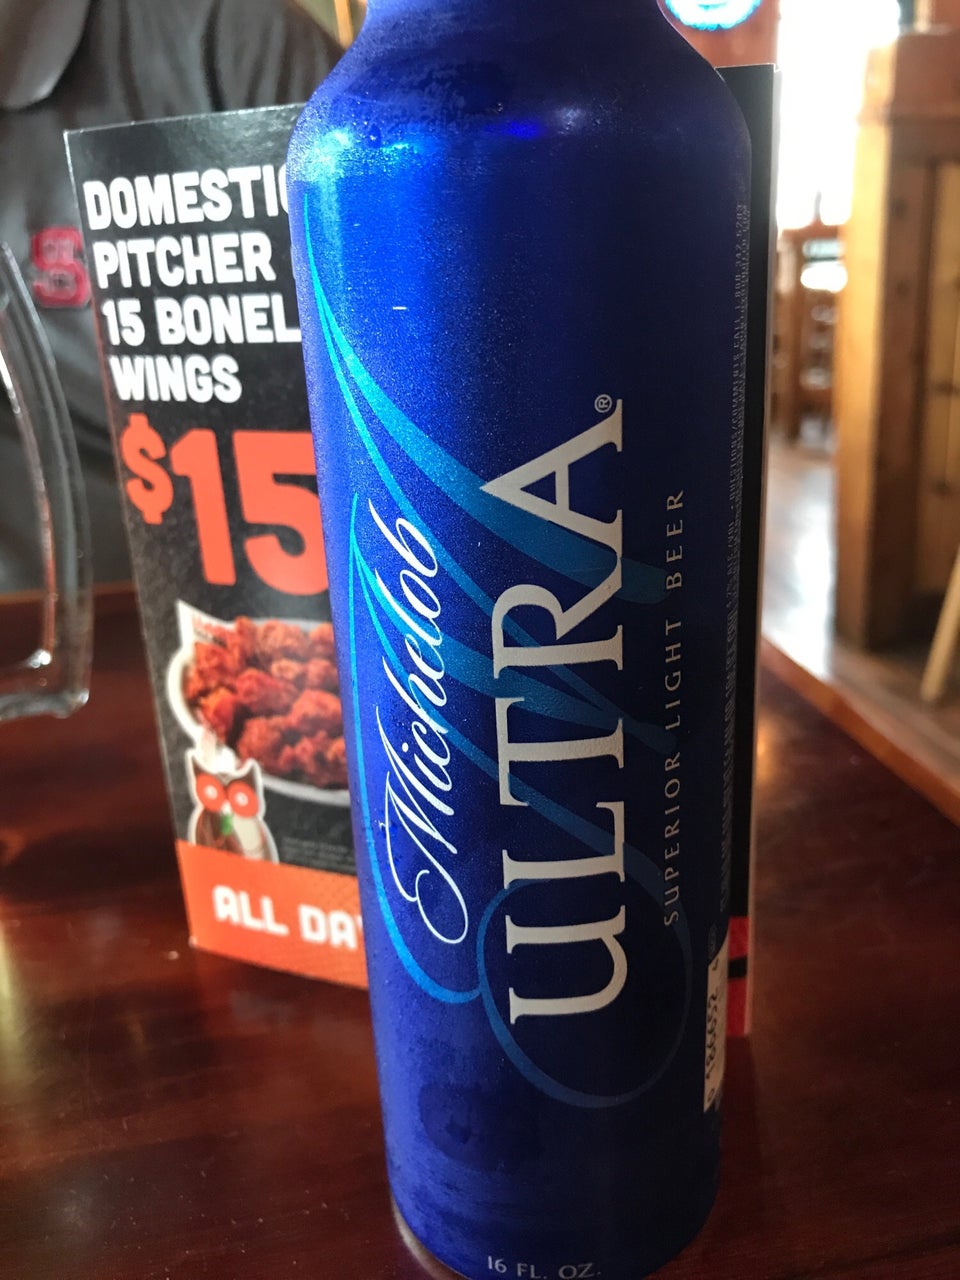 DOMESTIC
PITCHER
15 BONEL
WINGS
$15
ALL DAY
Michelob
ULTRA®
SUPERIOR LIGHT BEER
16 FL. OZ.
S